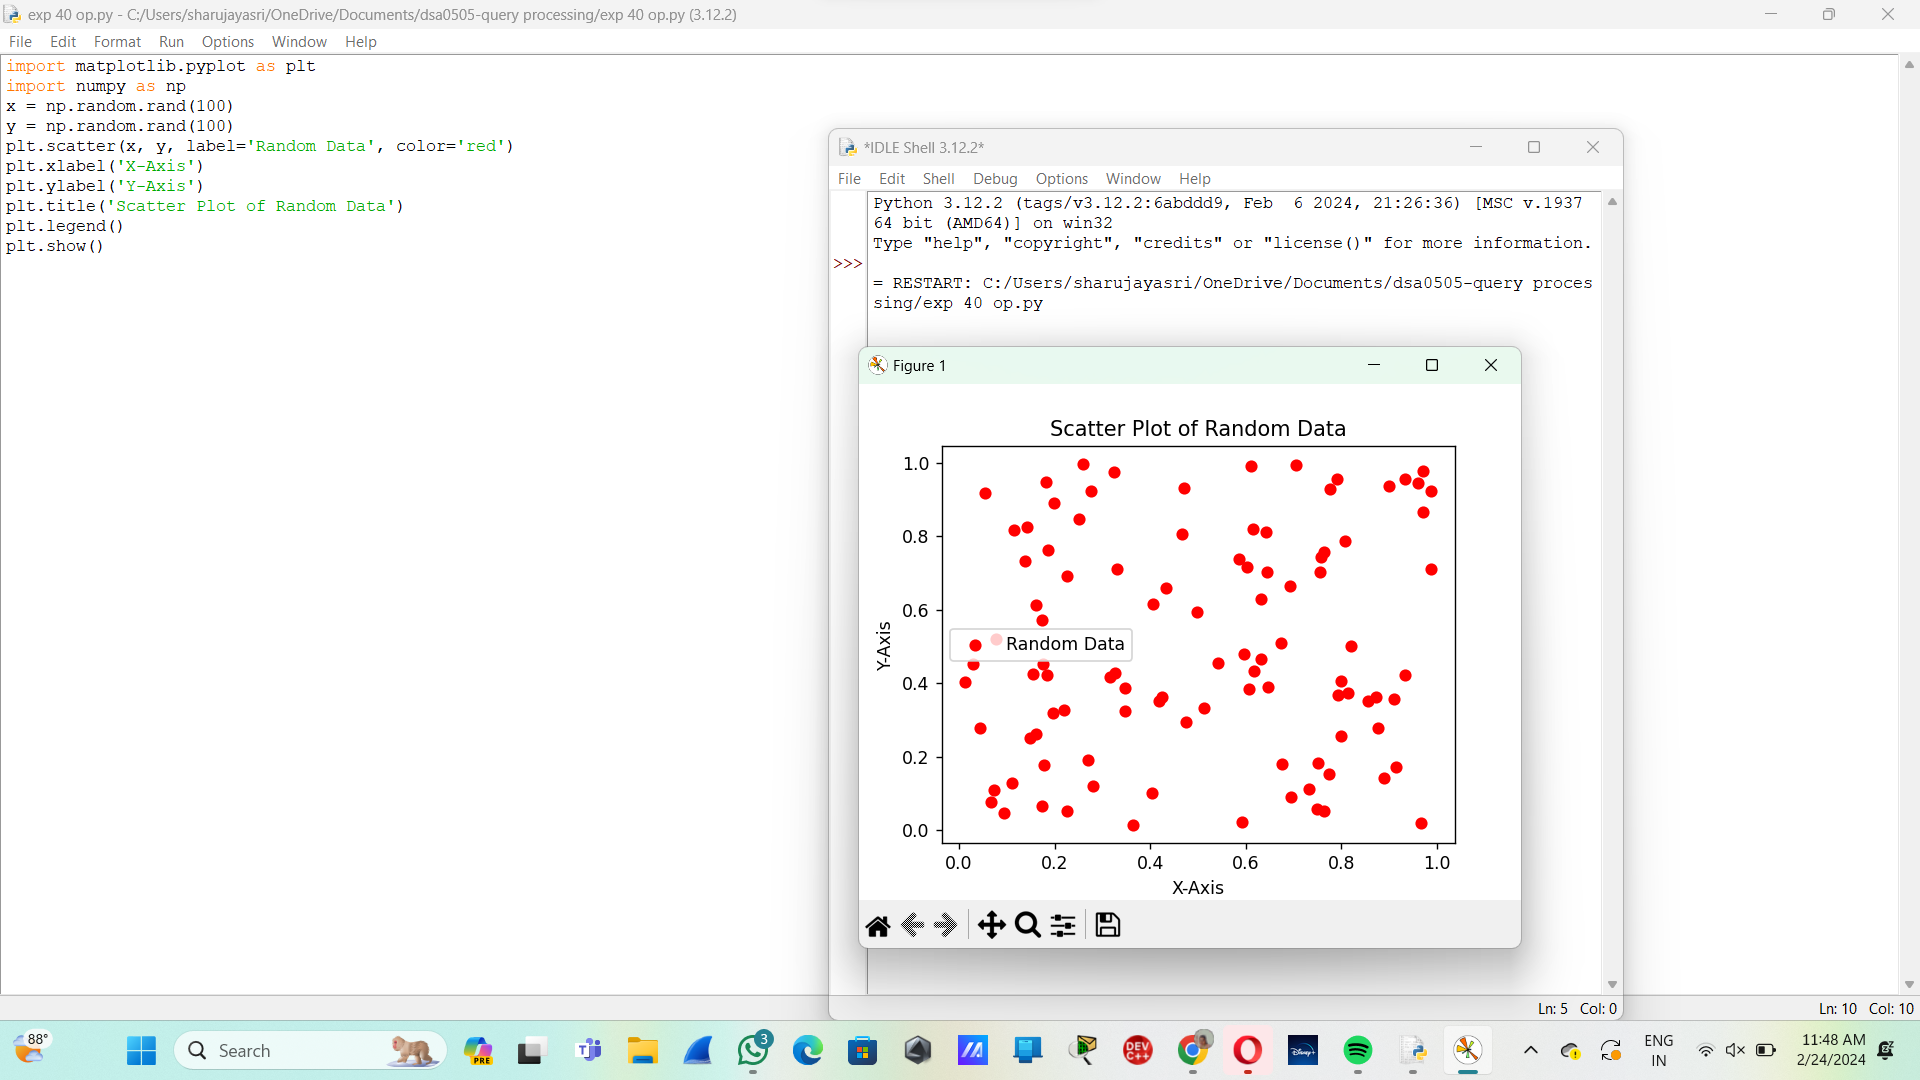 exp 40 op.py - C:/Users/sharujayasri/OneDrive/Documents/dsa0505-query processing/exp 40 op.py (3.12.2)
File Edit Format Run Options Window Help
import matplotlib.pyplot as plt
import numpy as np
x = np.random.rand(100)
y = np.random.rand(100)
plt.scatter(x, y, label='Random Data', color='red')
plt.xlabel('X-Axis')
plt.ylabel('Y-Axis')
plt.title('Scatter Plot of Random Data')
plt.legend()
plt.show()
*IDLE Shell 3.12.2*
File Edit Shell Debug Options Window Help
Python 3.12.2 (tags/v3.12.2:6abddd9, Feb  6 2024, 21:26:36) [MSC v.1937
64 bit (AMD64)] on win32
Type "help", "copyright", "credits" or "license()" for more information.
>>>
= RESTART: C:/Users/sharujayasri/OneDrive/Documents/dsa0505-query proces
sing/exp 40 op.py
Figure 1
Scatter Plot of Random Data
1.0
0.8
0.6
0.4
0.2
0.0
Y-Axis
Random Data
0.0 0.2 0.4 0.6 0.8 1.0
X-Axis
Ln: 5 Col: 0
Ln: 10 Col: 10
88°
Search
PRE
3
DEV
C++
Disney+
ENG
IN
11:48 AM
2/24/2024